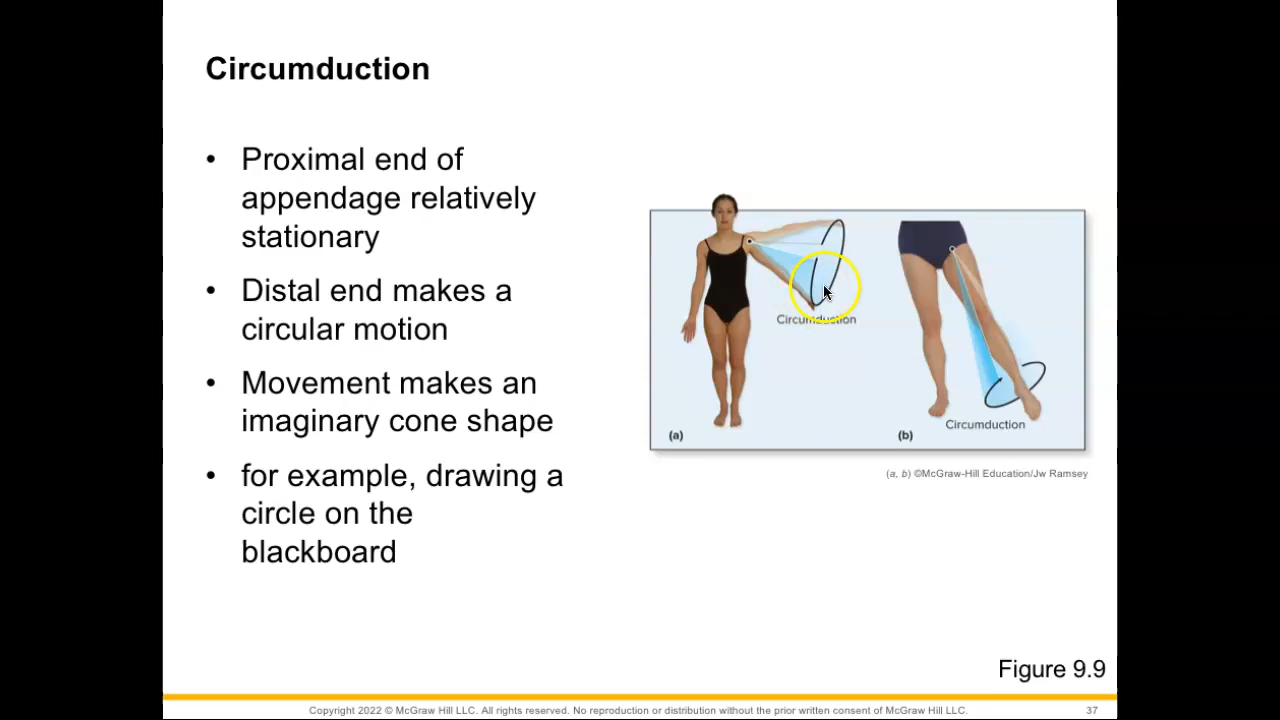 Circumduction
• Proximal end of
appendage relatively
stationary
• Distal end makes a
circular motion
• Movement makes an
imaginary cone shape
• for example, drawing a
circle on the
blackboard
Circumduction
Circumduction
(a)
(b)
(a, b) ©McGraw-Hill Education/Jw Ramsey
Figure 9.9
Copyright 2022 © McGraw Hill LLC. All rights reserved. No reproduction or distribution without the prior written consent of McGraw Hill LLC.
37